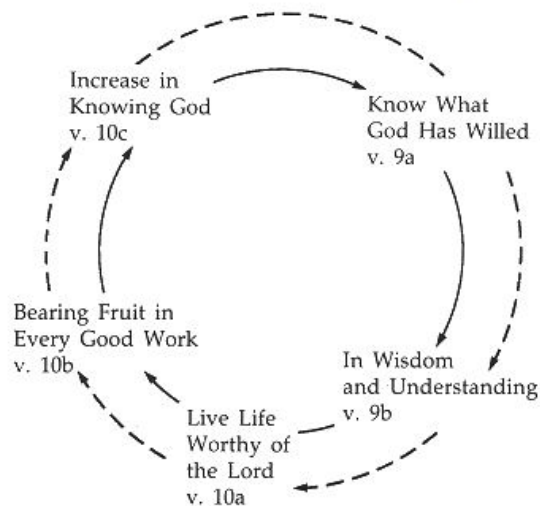 Increase in
Knowing God
v. 10c
Know What
God Has Willed
v. 9a
In Wisdom
and Understanding
v. 9b
Live Life
Worthy of
the Lord
v. 10a
Bearing Fruit in
Every Good Work
v. 10b